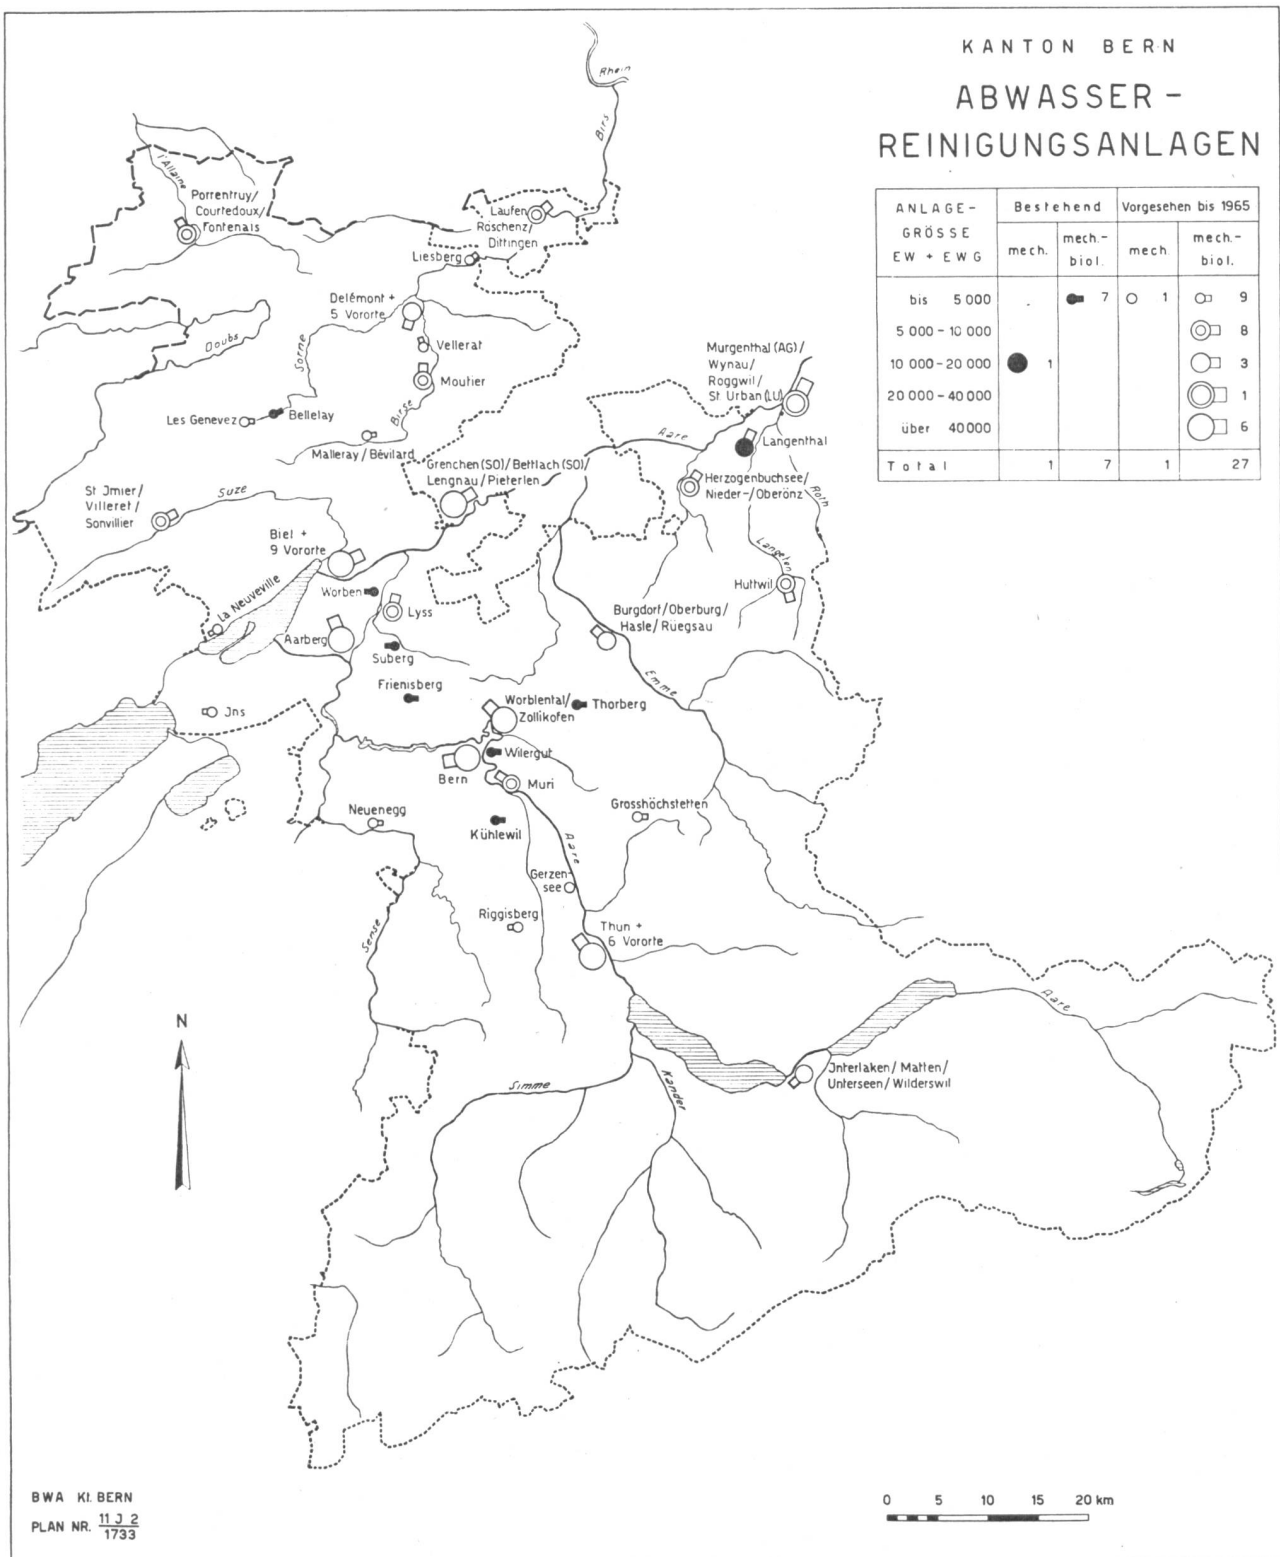 KANTON BERN
ABWASSER-
REINIGUNGSANLAGEN
ANLAGE-
GRÖSSE
EW + EWG
Bestehend
Vorgesehen bis 1965
mech.
mech.-
biol.
mech
mech.-
biol.
bis 5 000 7 1 9
5 000 - 10 000 8
10 000 - 20 000 1 3
20 000 - 40 000 1
über 40 000 6
Total 1 7 1 27
Rhein
Birs
l'Allaine
Porrentruy/
Courtedoux/
Fontenais
Laufen
Röschenz/
Dittingen
Liesberg
Delémont +
5 Vororte
Doubs
Sorne
Vellerat
Moutier
Birse
Les Genevez
Bellelay
Malleray/Bévilard
Murgenthal (AG)/
Wynau/
Roggwil/
St. Urban (LU)
Aare
Langenthal
Grenchen (SO)/Bettlach (SO)/
Lengnau/Pieterlen
Herzogenbuchsee/
Nieder-/Oberönz
Roth
St Jmier/
Villeret/
Sonvillier
Suze
Biel +
9 Vororte
Langeten
Huttwil
La Neuveville
Worben
Lyss
Burgdorf/Oberburg/
Hasle/Rüegsau
Aarberg
Suberg
Emme
Frienisberg
Worblental/
Zollikofen
Thorberg
Jns
Wilergut
Bern
Muri
Neuenegg
Grosshöchstetten
Kühlewil
Aare
Gerzen-
see
Riggisberg
Sense
Thun +
6 Vororte
Aare
N
Jnterlaken/Matten/
Unterseen/Wilderswil
Simme
Kander
BWA Kt. BERN
PLAN NR. 11 J 2
1733
0 5 10 15 20 km